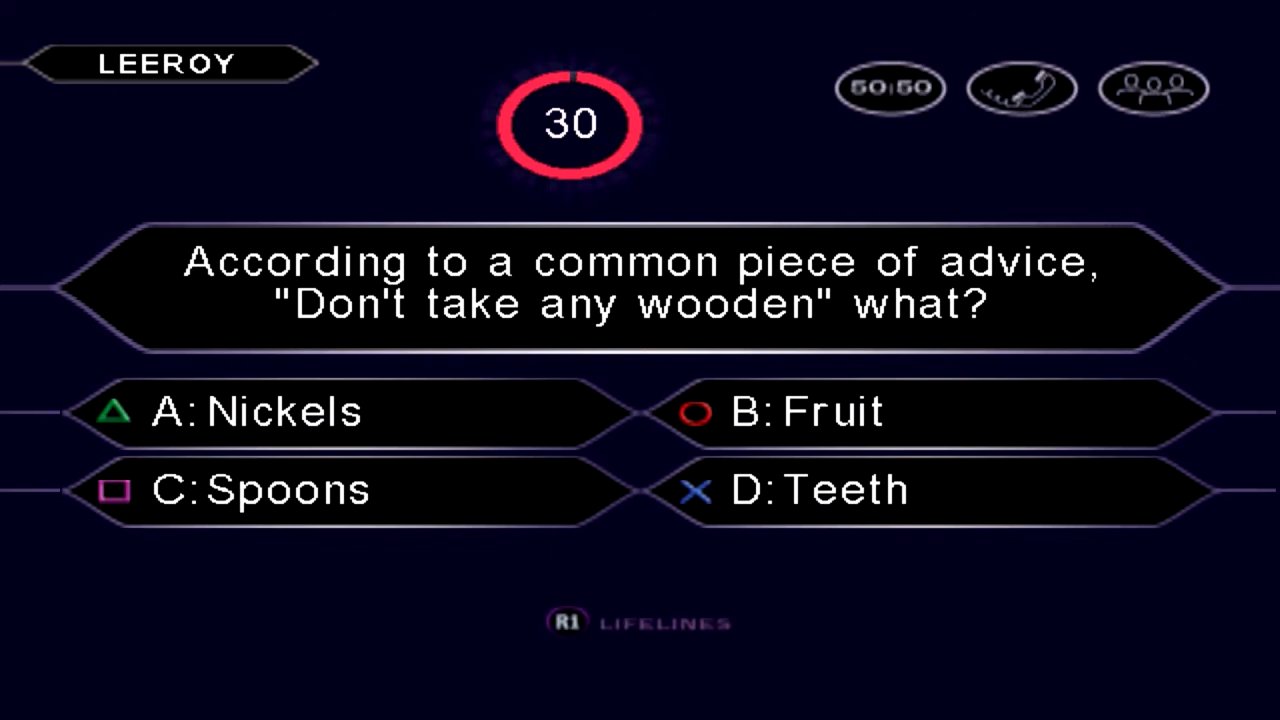 LEEROY
30
50:50
According to a common piece of advice,
"Don't take any wooden" what?
A: Nickels
B: Fruit
C: Spoons
D: Teeth
R1 LIFELINES